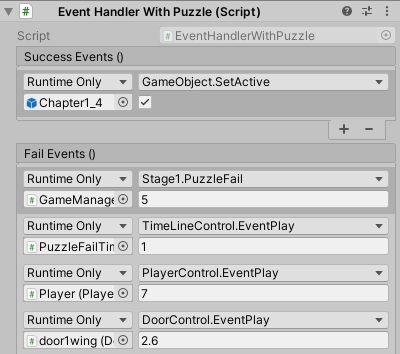 Event Handler With Puzzle (Script)
Script EventHandlerWithPuzzle
Success Events ()
Runtime Only GameObject.SetActive
Chapter1_4
Fail Events ()
Runtime Only Stage1.PuzzleFail
GameManage 5
Runtime Only TimeLineControl.EventPlay
PuzzleFailTin 1
Runtime Only PlayerControl.EventPlay
Player (Playe 7
Runtime Only DoorControl.EventPlay
door1wing (D 2.6